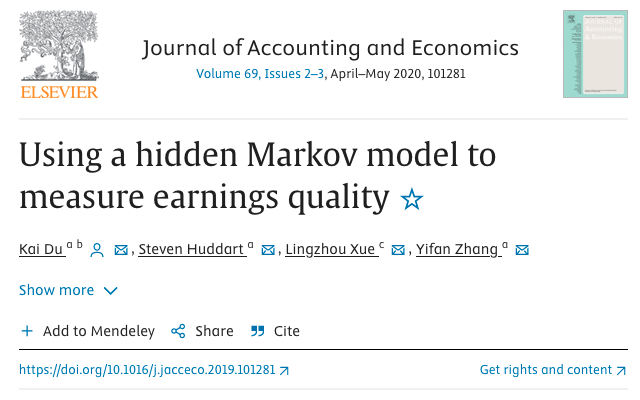 Journal of Accounting and Economics
Volume 69, Issues 2–3, April–May 2020, 101281
ELSEVIER
Using a hidden Markov model to
measure earnings quality ☆
Kai Du a b, Steven Huddart a, Lingzhou Xue c, Yifan Zhang a
Show more
Add to Mendeley Share Cite
https://doi.org/10.1016/j.jacceco.2019.101281 Get rights and content